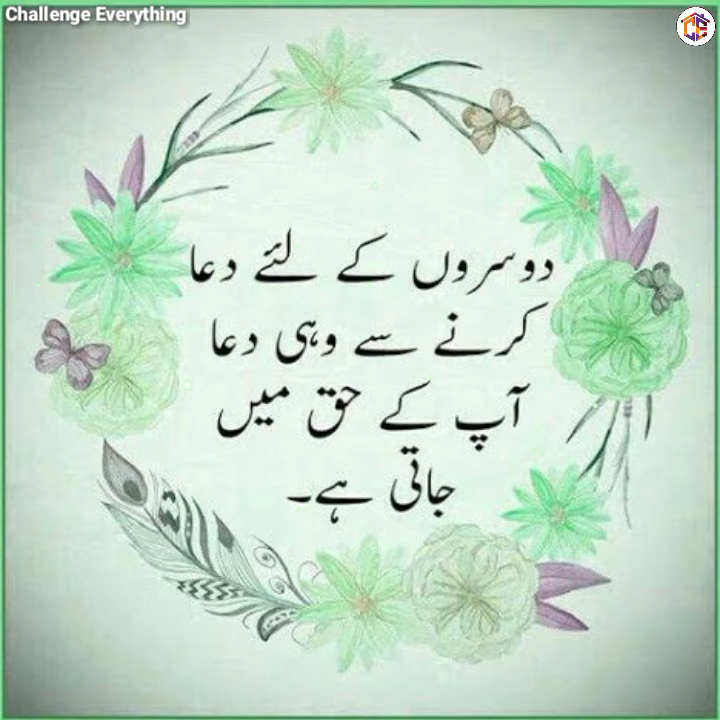 Challenge Everything
دوسروں کے لئے دعا
کرنے سے وہی دعا
آپ کے حق میں
جاتی ہے۔